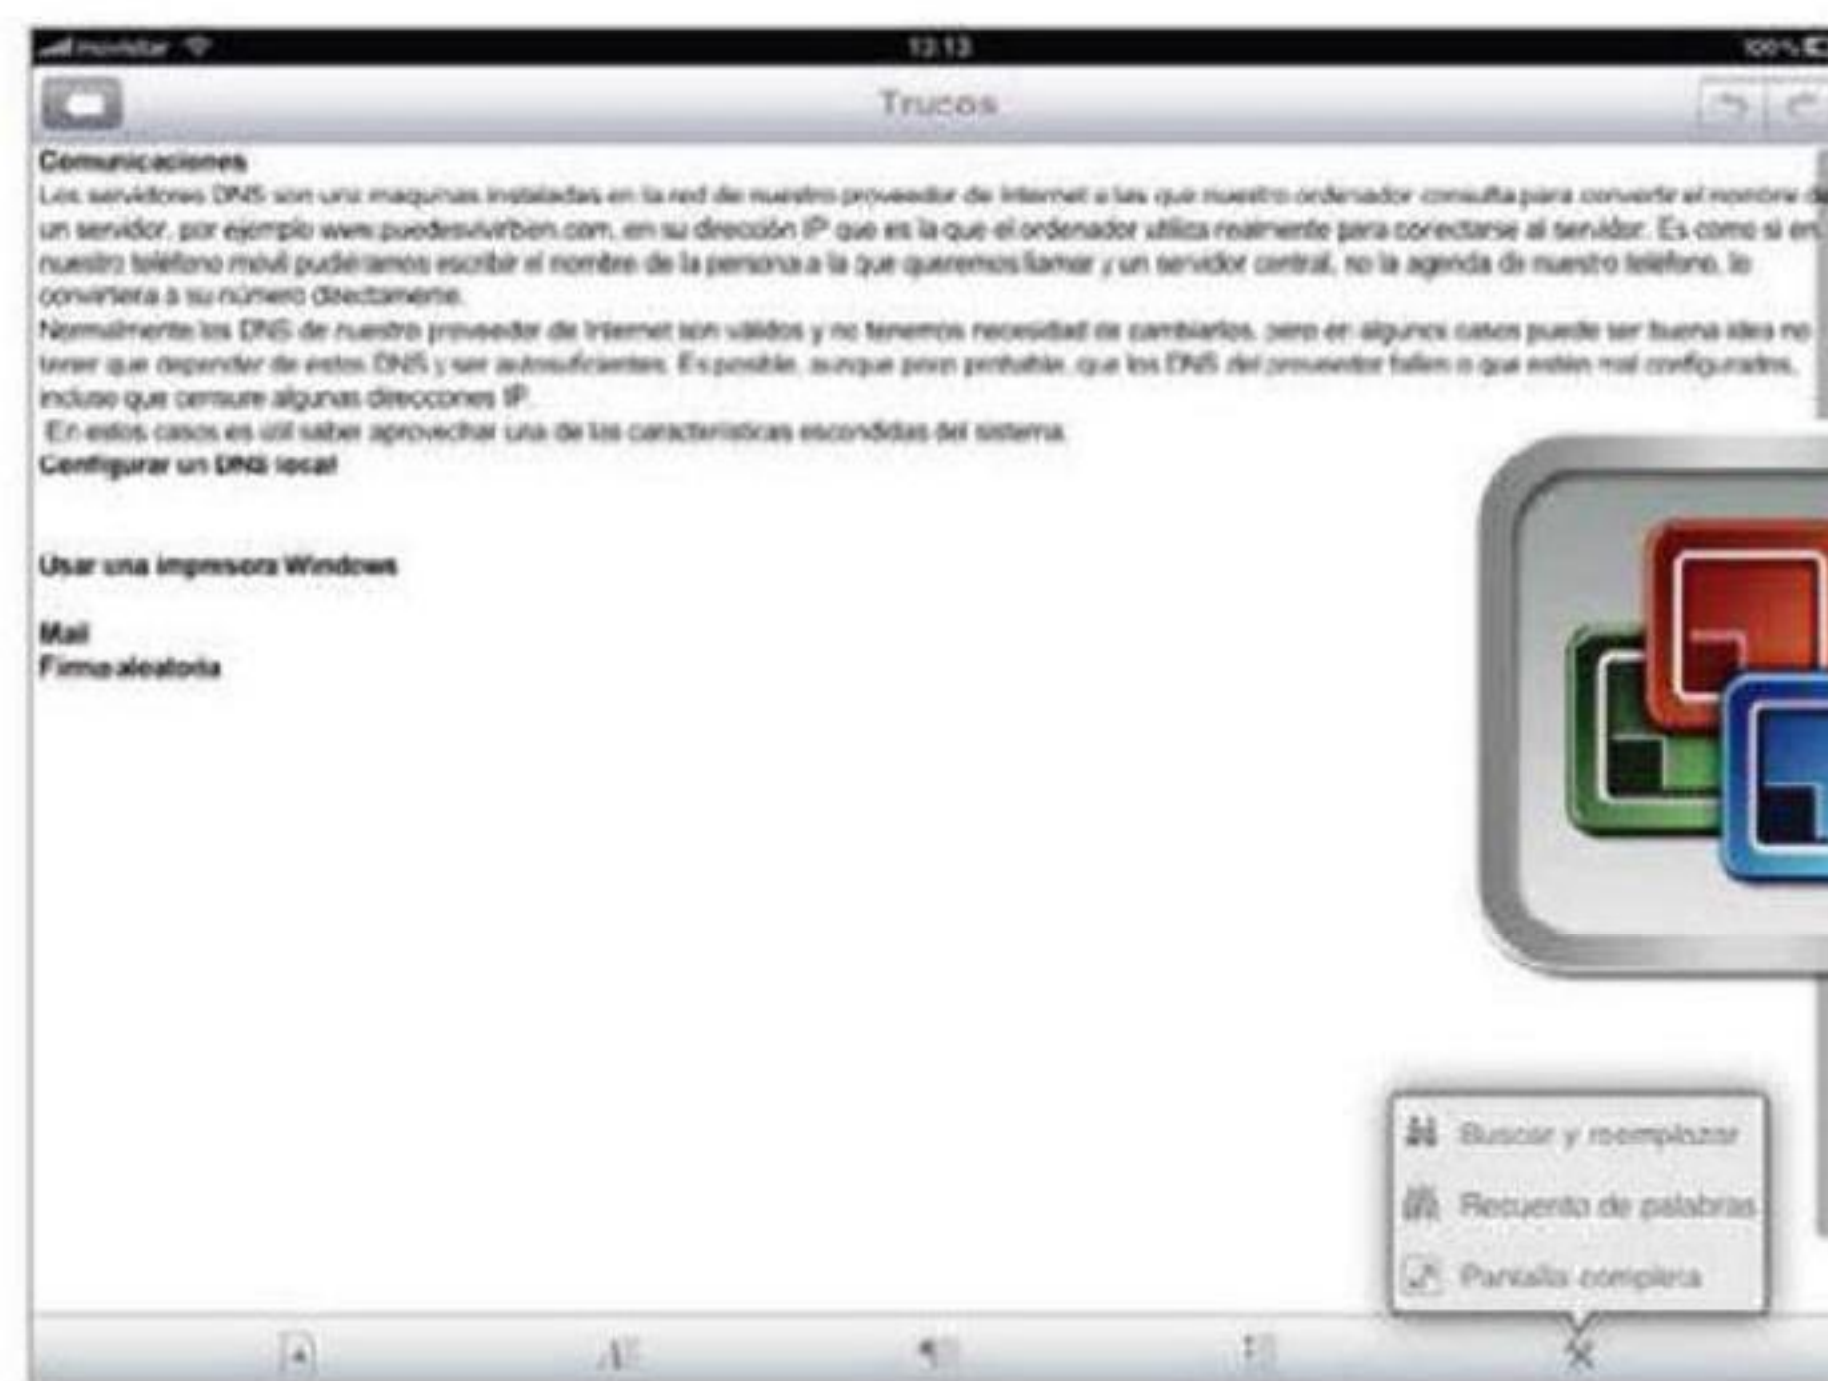 movistar 13:13 100 %
Trucos
Comunicaciones
Los servidores DNS son una maquinas instaladas en la red de nuestro proveedor de Internet a las que nuestro ordenador consulta para convertir el nombre de
un servidor, por ejemplo www.puedesvivirbien.com, en su dirección IP que es la que el ordenador utiliza realmente para conectarse al servidor. Es como si en
nuestro teléfono móvil pudiéramos escribir el nombre de la persona a la que queremos llamar y un servidor central, no la agenda de nuestro teléfono, lo
convirtiera a su número directamente.
Normalmente los DNS de nuestro proveedor de Internet son válidos y no tenemos necesidad de cambiarlos, pero en algunos casos puede ser buena idea no
tener que depender de estos DNS y ser autosuficientes. Es posible, aunque poco probable, que los DNS del proveedor fallen o que estén mal configurados,
incluso que censure algunas direcciones IP.
En estos casos es útil saber aprovechar una de las características escondidas del sistema.
Configurar un DNS local
Usar una impresora Windows
Mail
Firma aleatoria
Buscar y reemplazar
Recuento de palabras
Pantalla completa